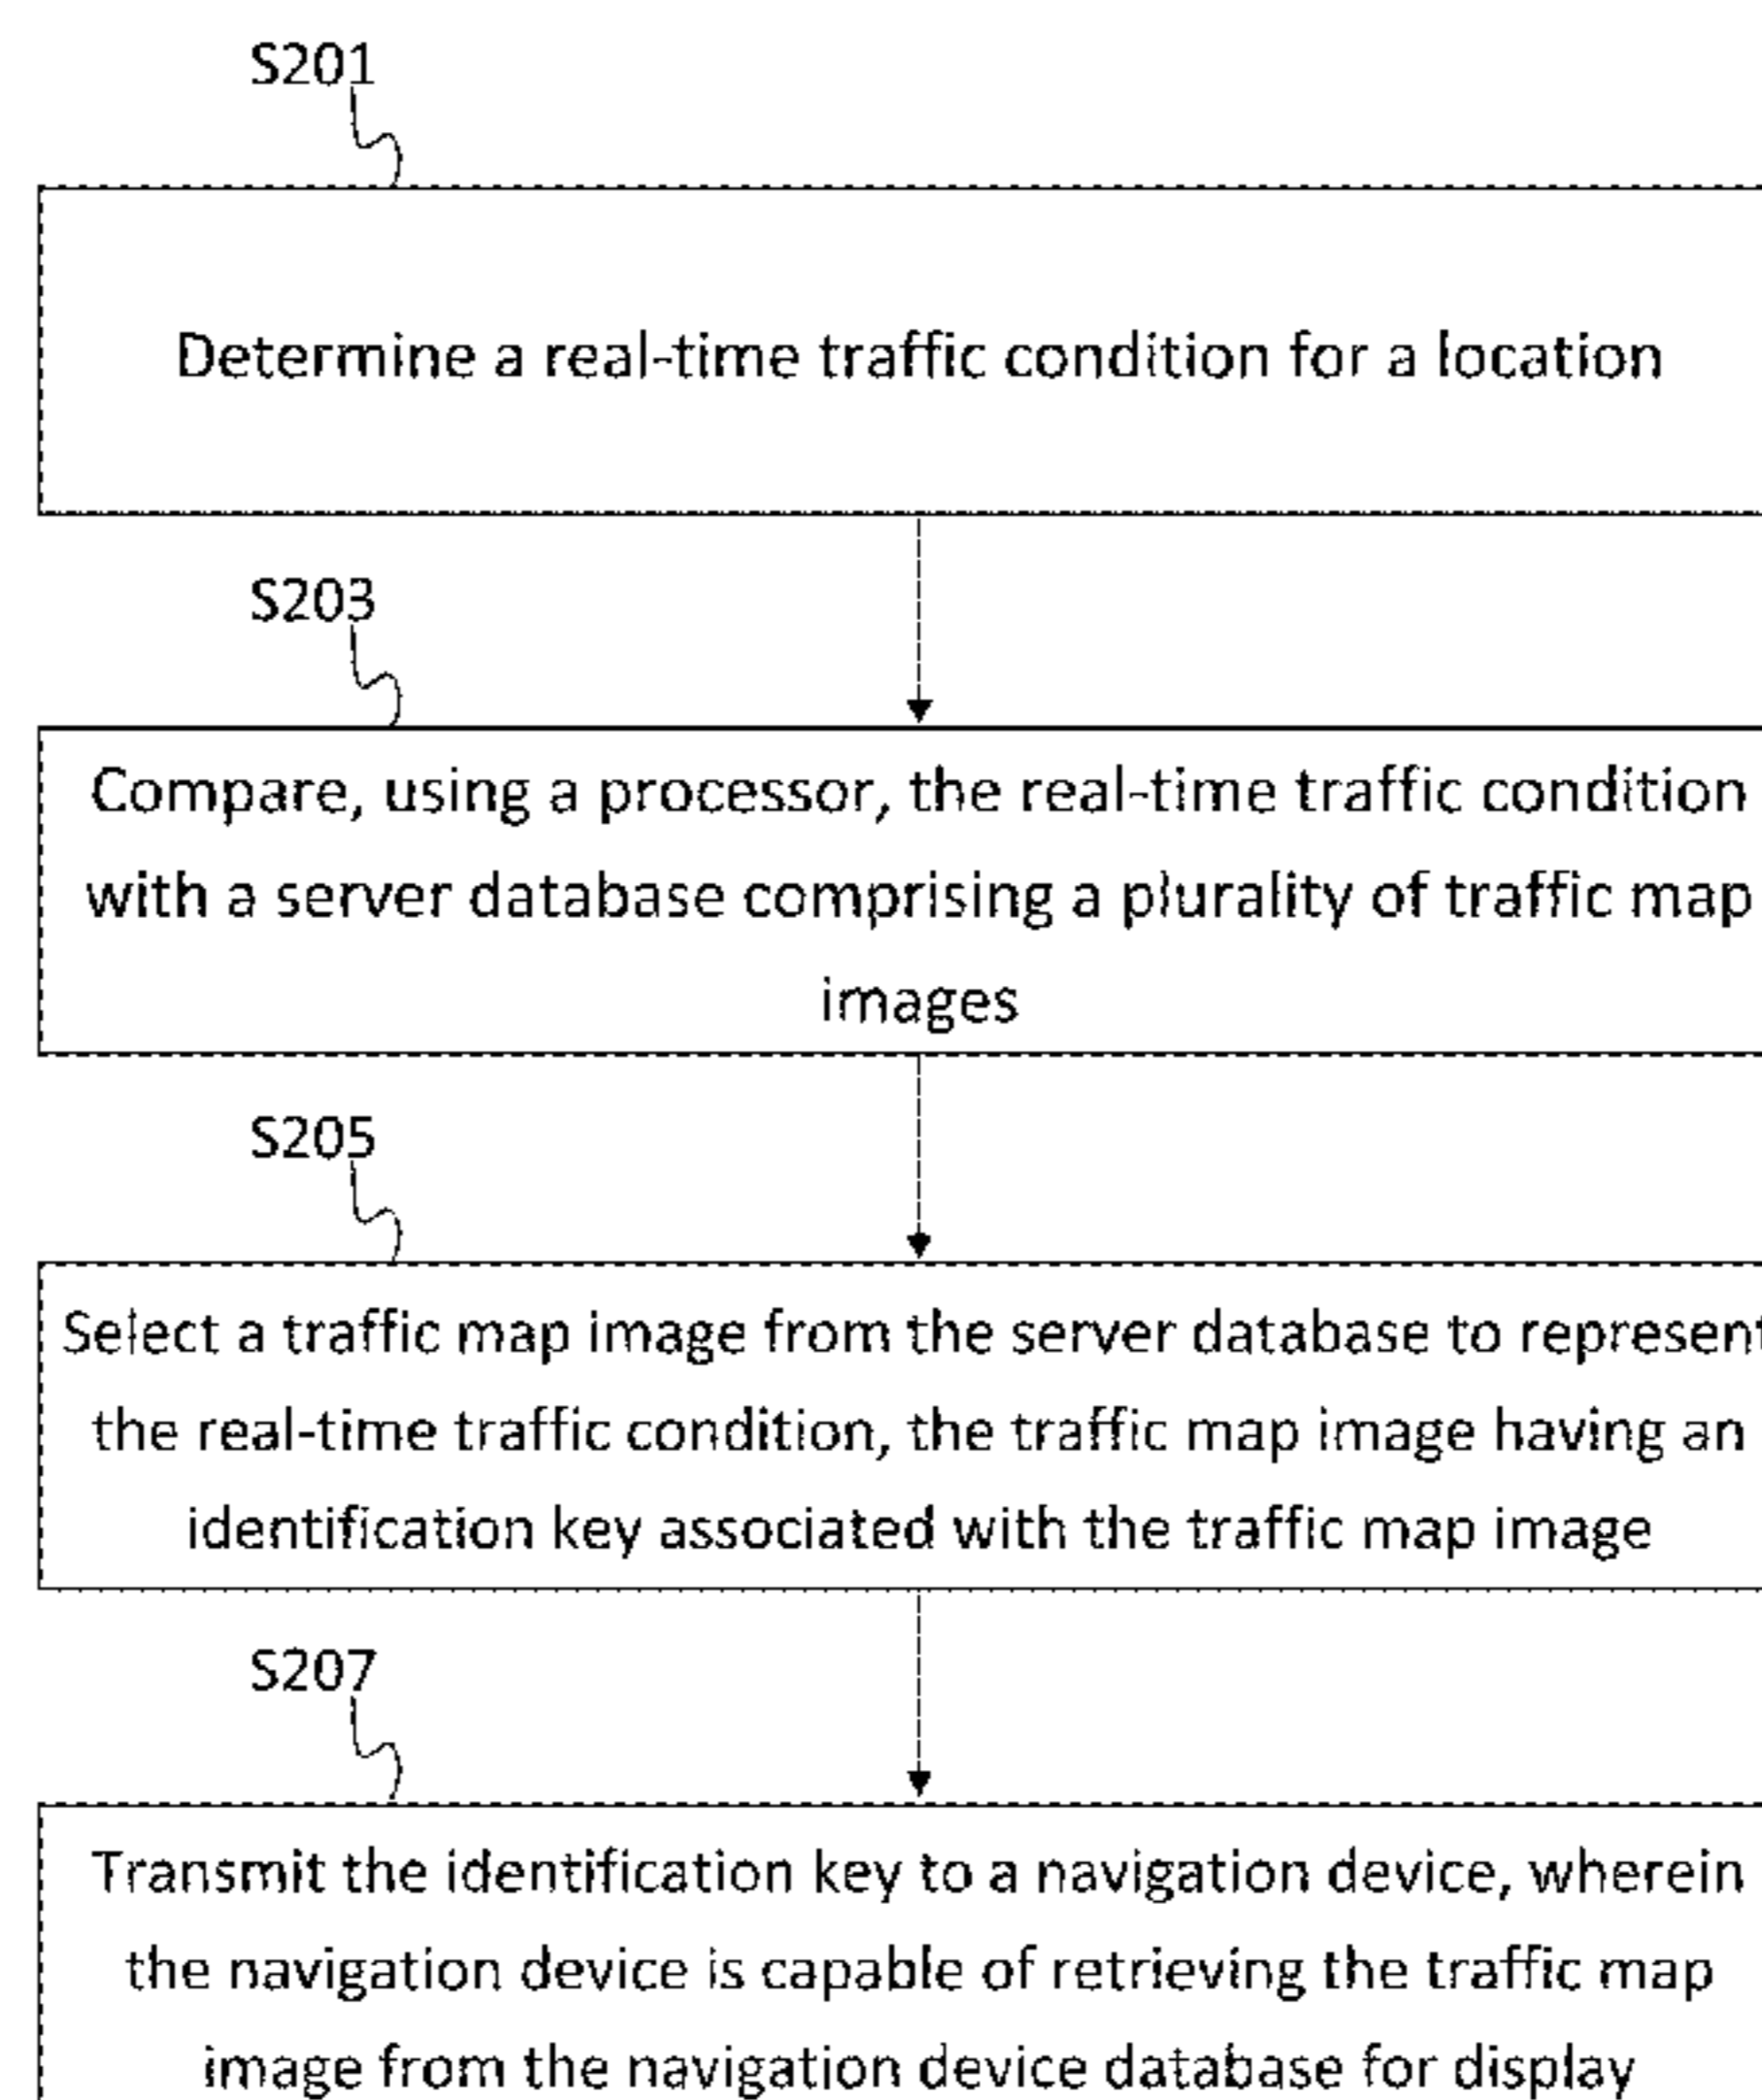 S201
Determine a real-time traffic condition for a location
S203
Compare, using a processor, the real-time traffic condition
with a server database comprising a plurality of traffic map
images
S205
Select a traffic map image from the server database to represent
the real-time traffic condition, the traffic map image having an
identification key associated with the traffic map image
S207
Transmit the identification key to a navigation device, wherein
the navigation device is capable of retrieving the traffic map
image from the navigation device database for display